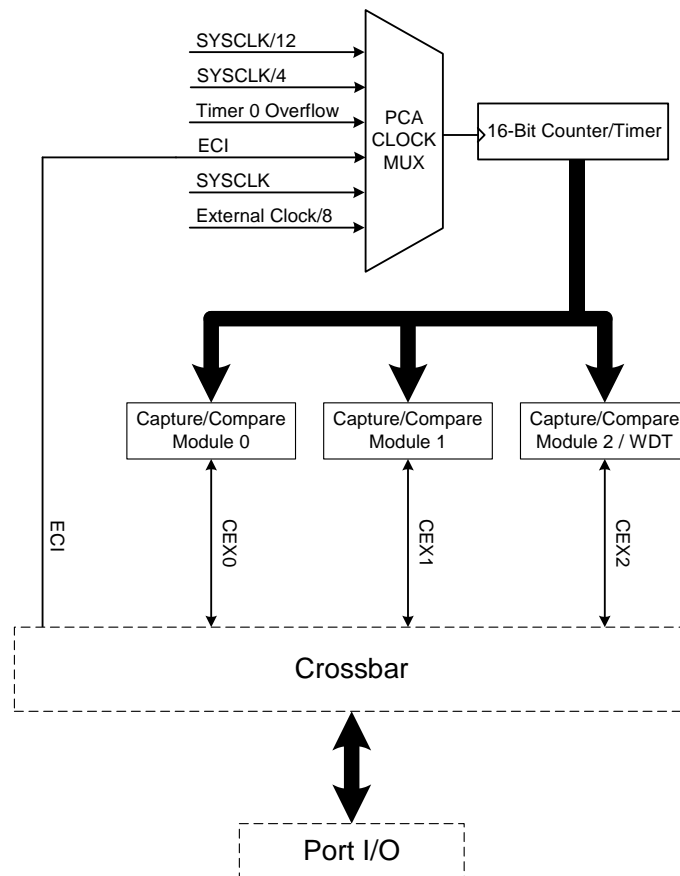 SYSCLK/12
SYSCLK/4
Timer 0 Overflow
ECI
SYSCLK
External Clock/8
PCA
CLOCK
MUX
16-Bit Counter/Timer
Capture/Compare
Module 0
Capture/Compare
Module 1
Capture/Compare
Module 2 / WDT
ECI
CEX0
CEX1
CEX2
Crossbar
Port I/O